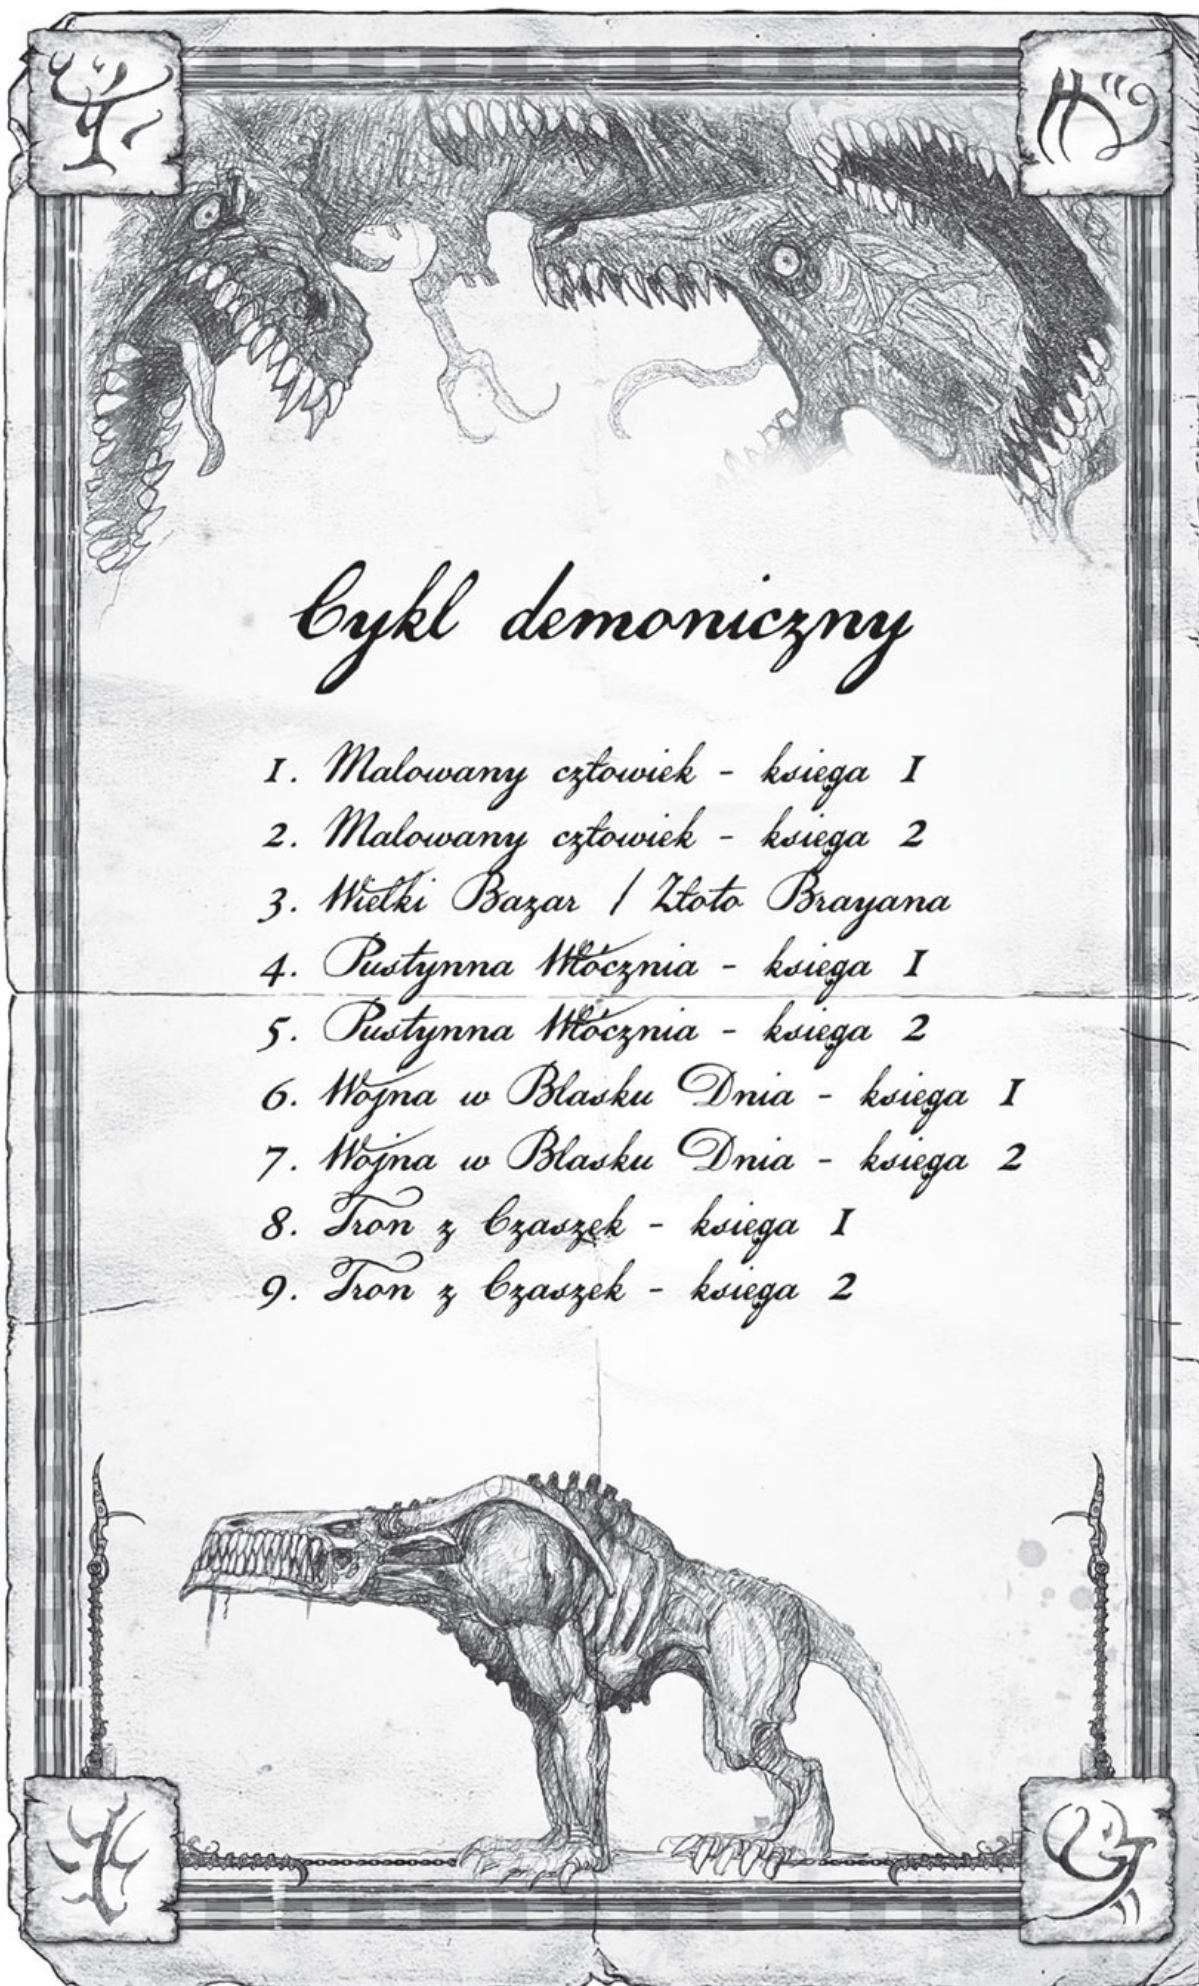 Cykl demoniczny
1. Malowany człowiek - księga 1
2. Malowany człowiek - księga 2
3. Wielki Bazar / Złoto Brayana
4. Pustynna Włócznia - księga 1
5. Pustynna Włócznia - księga 2
6. Wojna w Blasku Dnia - księga 1
7. Wojna w Blasku Dnia - księga 2
8. Tron z Czaszek - księga 1
9. Tron z Czaszek - księga 2